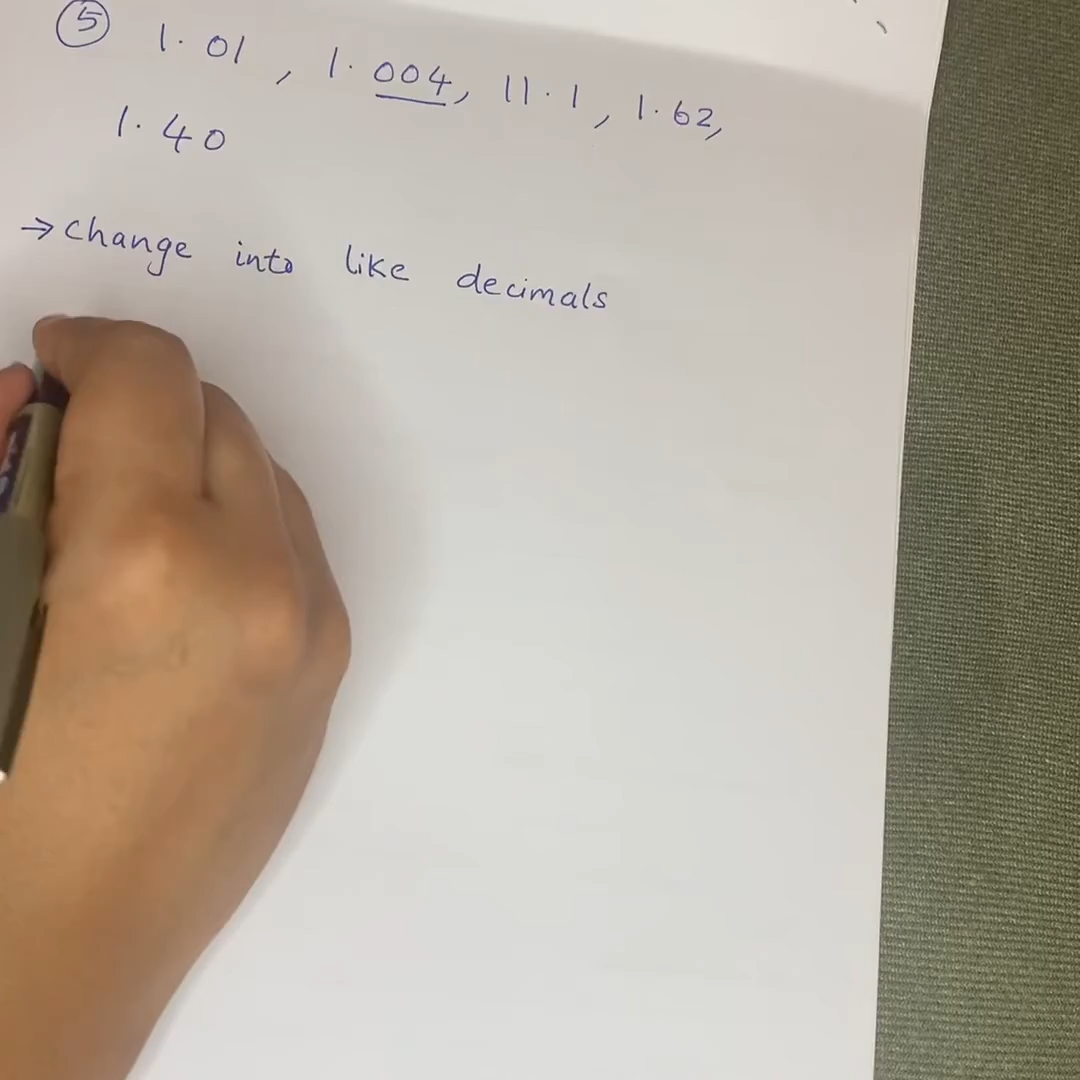 ⑤ 1.01, 1.004, 11.1, 1.62,
1.40
→ change into like decimals